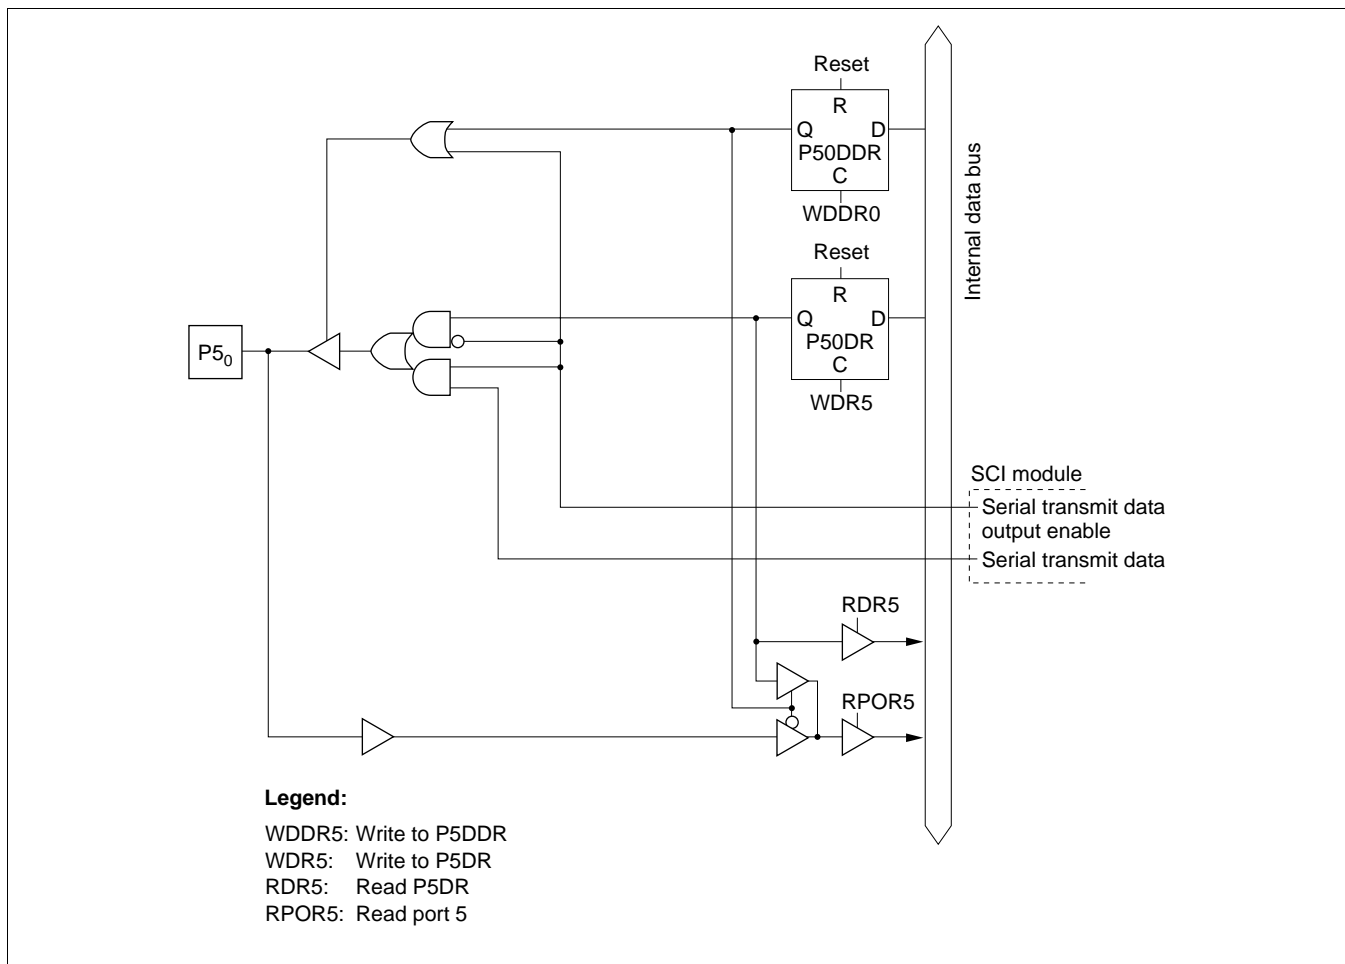 Reset
R
Q D
P50DDR
C
WDDR0
Reset
R
Q D
P50DR
C
WDR5
Internal data bus
P5₀
SCI module
Serial transmit data
output enable
Serial transmit data
RDR5
RPOR5
Legend:
WDDR5: Write to P5DDR
WDR5: Write to P5DR
RDR5: Read P5DR
RPOR5: Read port 5